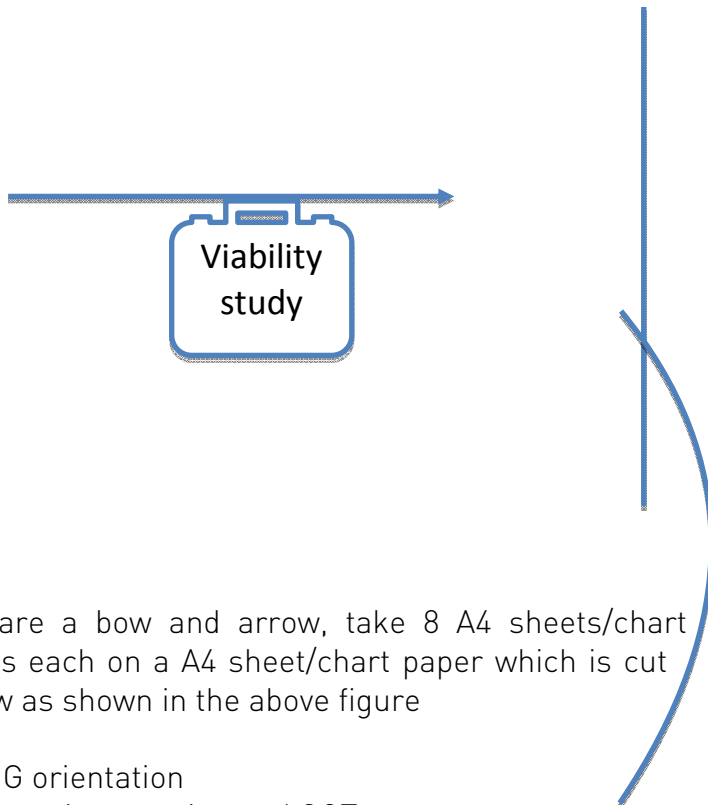 Viability
study
are a bow and arrow, take 8 A4 sheets/chart
s each on a A4 sheet/chart paper which is cut
w as shown in the above figure
G orientation